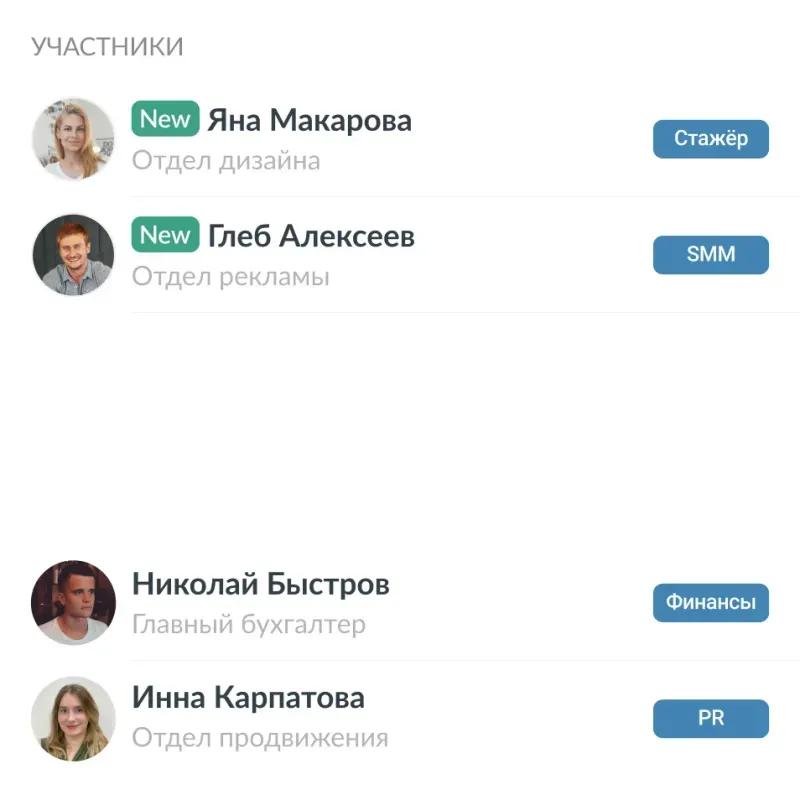 УЧАСТНИКИ
New Яна Макарова
Отдел дизайна
Стажёр
New Глеб Алексеев
Отдел рекламы
SMM
Николай Быстров
Главный бухгалтер
Финансы
Инна Карпатова
Отдел продвижения
PR